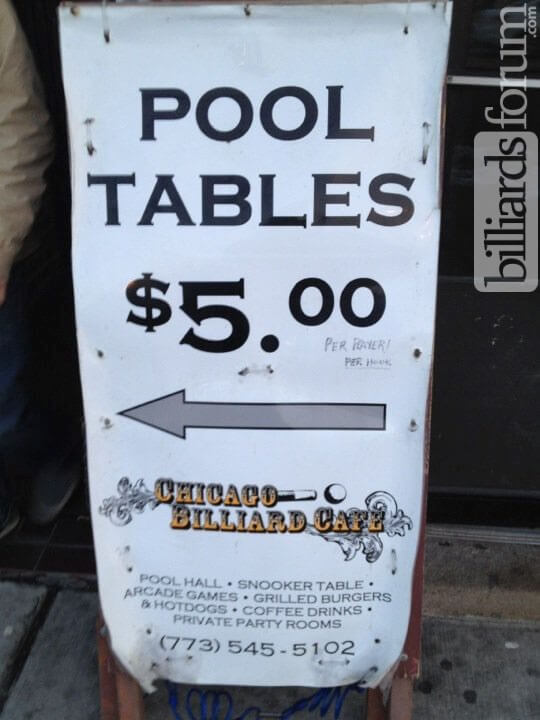 POOL
TABLES
$5.00
PER PLAYER/
PER HOUR
CHICAGO
BILLIARD CAFE
POOL HALL • SNOOKER TABLE •
ARCADE GAMES • GRILLED BURGERS
& HOTDOGS • COFFEE DRINKS •
PRIVATE PARTY ROOMS
(773) 545-5102
billiardsforum.com